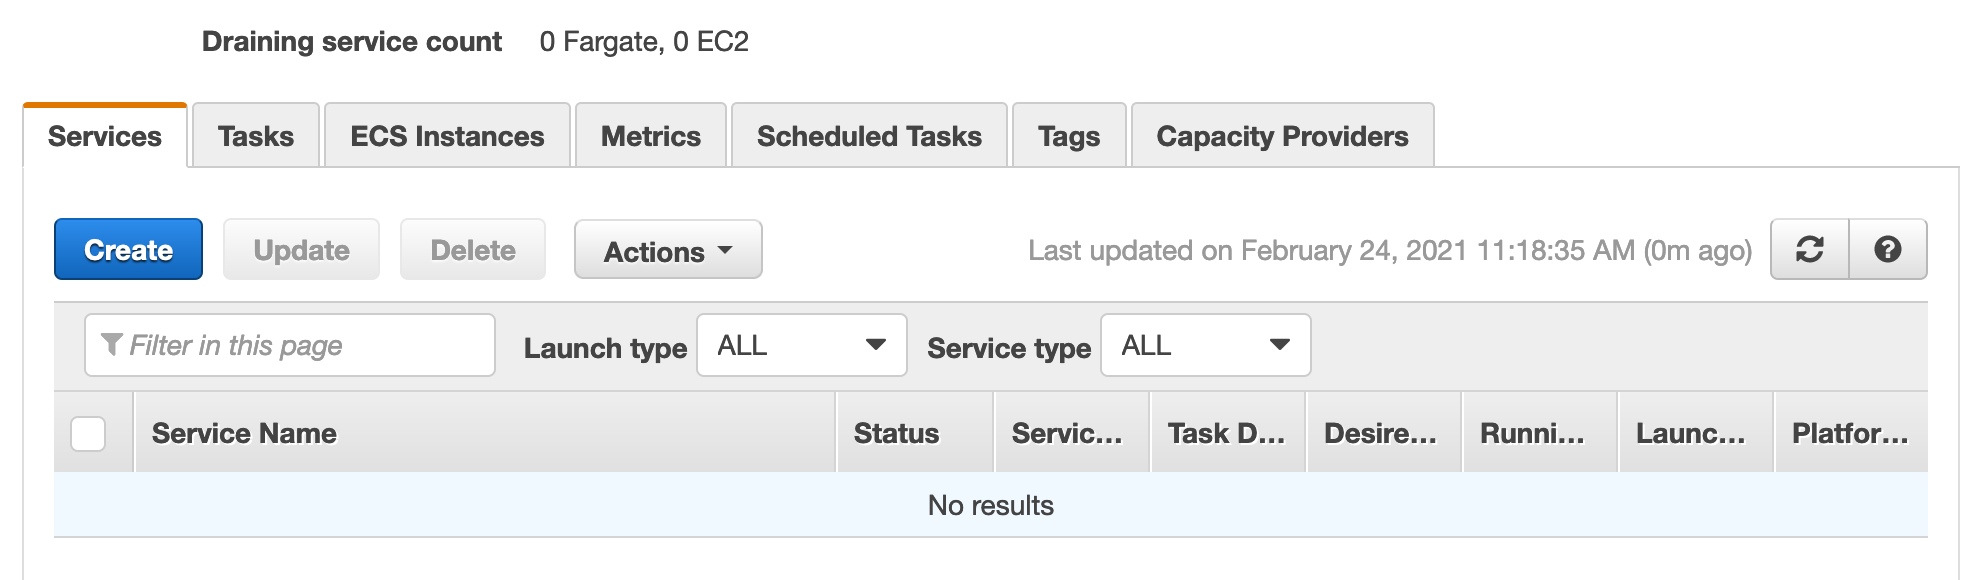 Draining service count 0 Fargate, 0 EC2
Services Tasks ECS Instances Metrics Scheduled Tasks Tags Capacity Providers
Create Update Delete Actions Last updated on February 24, 2021 11:18:35 AM (0m ago)
Filter in this page Launch type ALL Service type ALL
Service Name Status Servic... Task D... Desire... Runni... Launc... Platfor...
No results